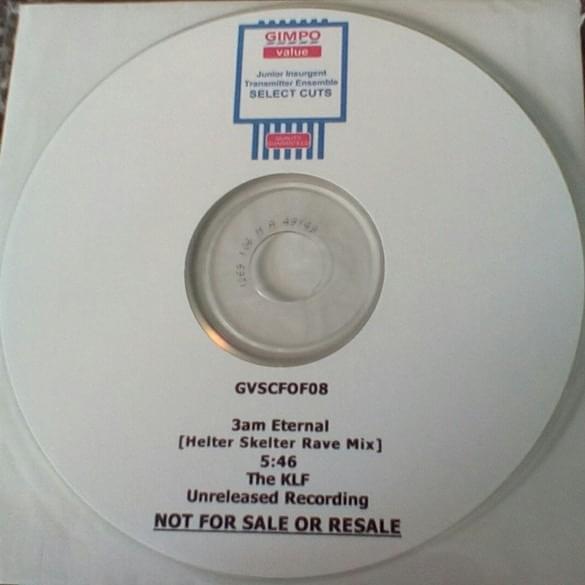 GIMPO
value
Junior Insurgent
Transmitter Ensemble
SELECT CUTS
GVSCFOF08
3am Eternal
[Helter Skelter Rave Mix]
5:46
The KLF
Unreleased Recording
NOT FOR SALE OR RESALE